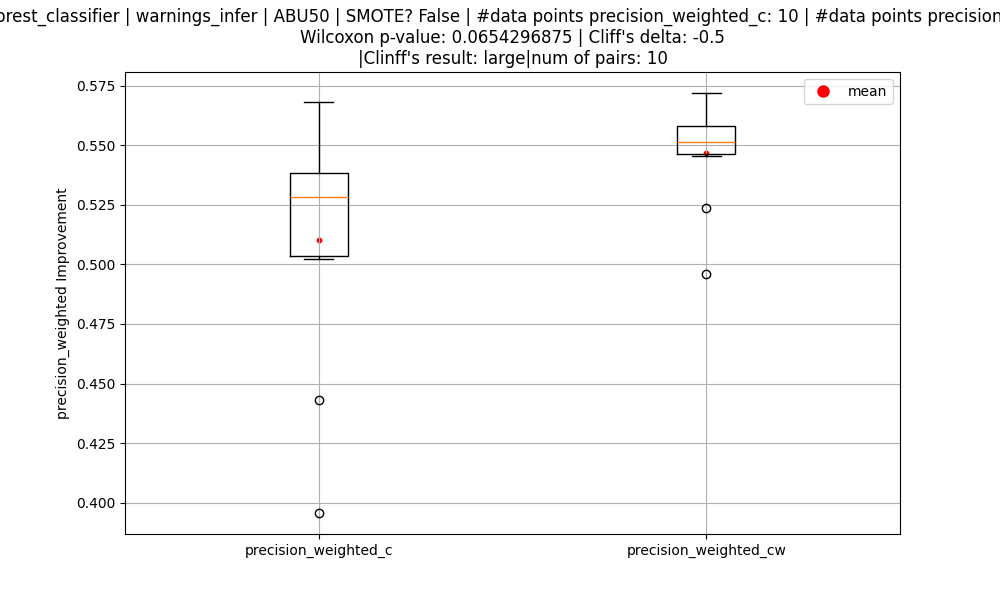 orest_classifier | warnings_infer | ABU50 | SMOTE? False | #data points precision_weighted_c: 10 | #data points precision
Wilcoxon p-value: 0.0654296875 | Cliff's delta: -0.5
|Clinff's result: large|num of pairs: 10
mean
0.575
0.550
0.525
0.500
0.475
0.450
0.425
0.400
precision_weighted Improvement
precision_weighted_c
precision_weighted_cw